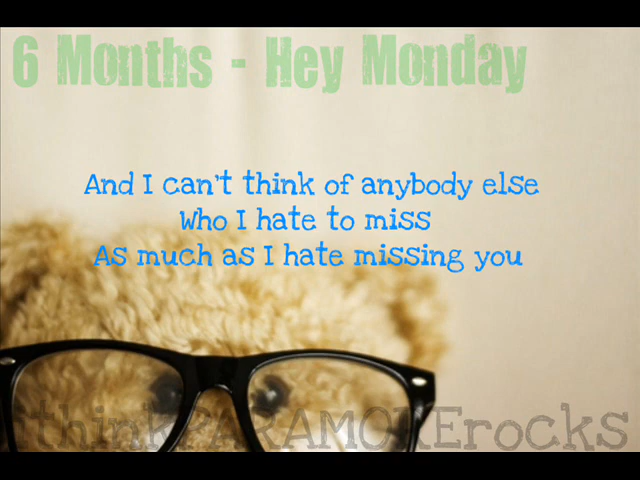 6 Months - Hey Monday
And I can't think of anybody else
Who I hate to miss
As much as I hate missing you
ithinkPARAMORErocks